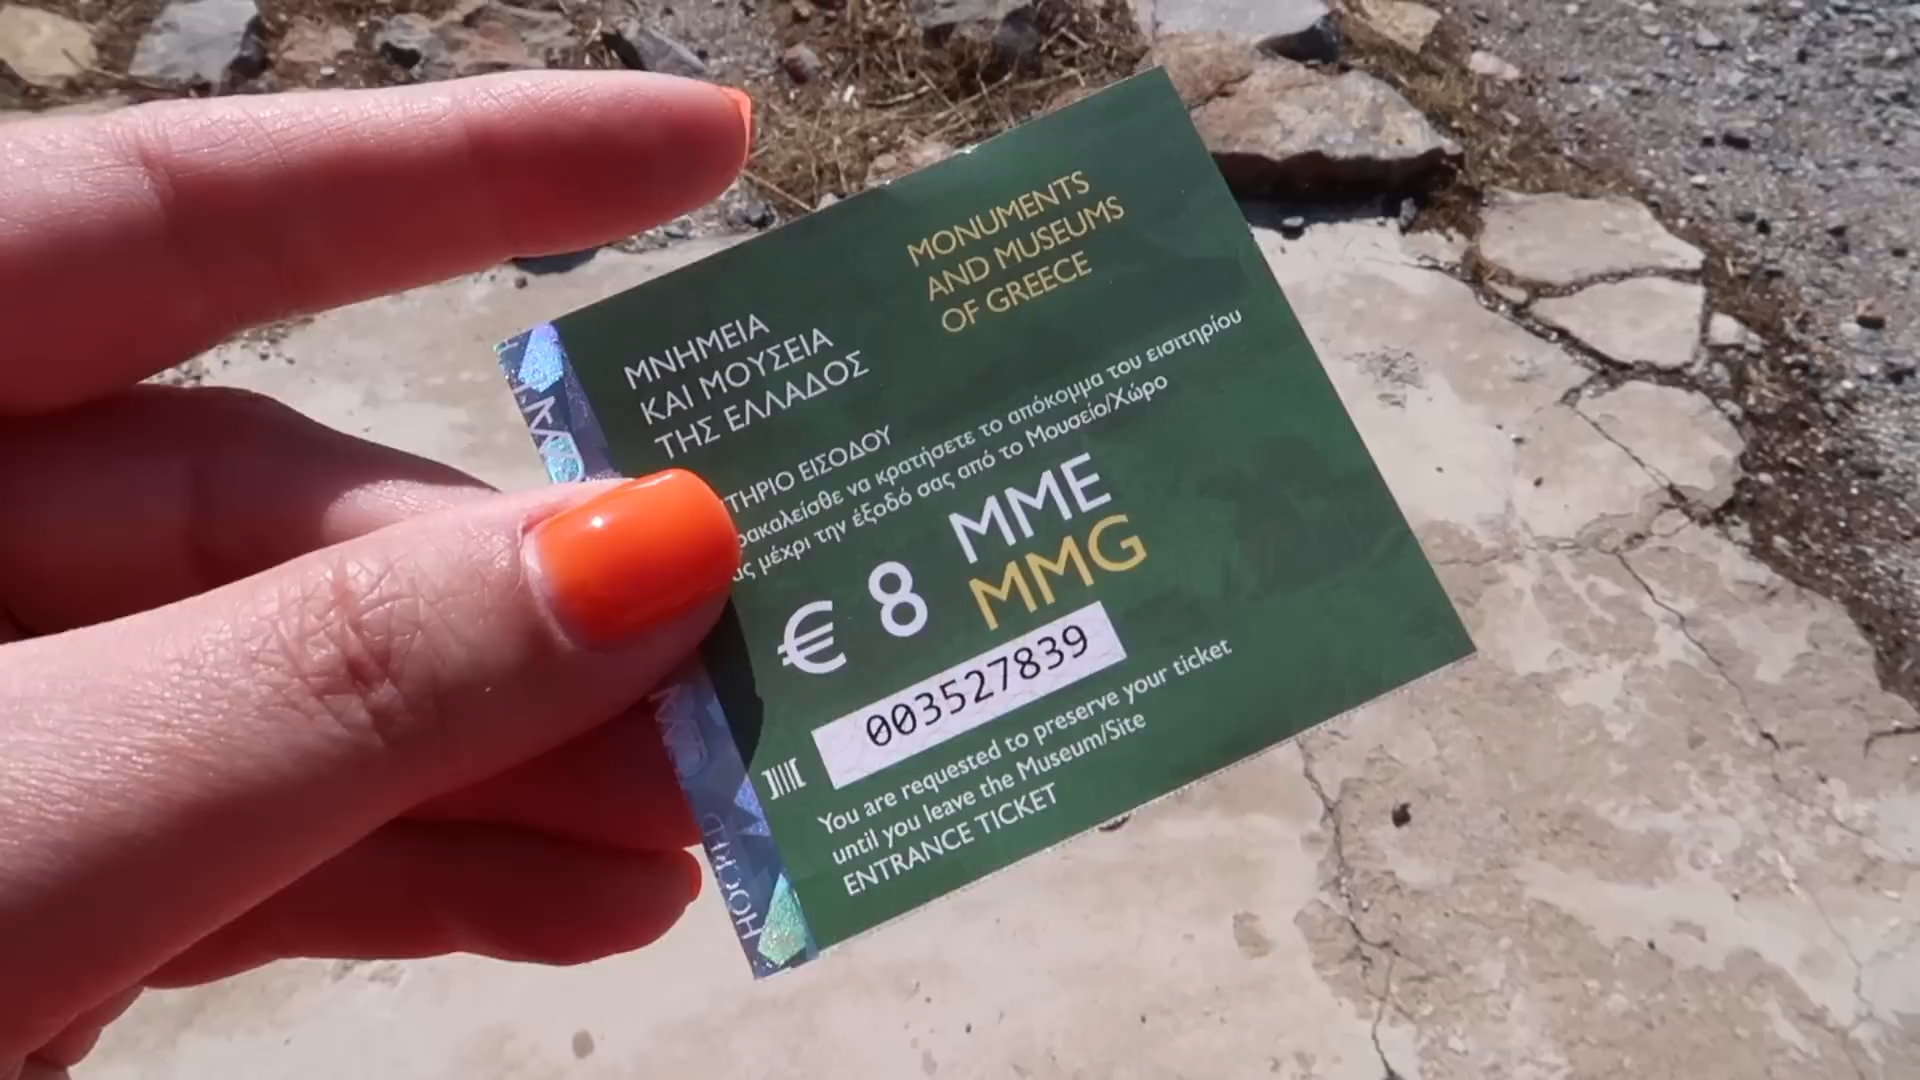 ΜΝΗΜΕΙΑ
ΚΑΙ ΜΟΥΣΕΙΑ
ΤΗΣ ΕΛΛΑΔΟΣ
MONUMENTS
AND MUSEUMS
OF GREECE
ΕΙΣΟΔΟΥ
να κρατήσετε το απόκομμα του εισιτηρίου
μέχρι την έξοδό σας από το Μουσείο/Χώρο
€ 8
MME
MMG
003527839
You are requested to preserve your ticket
until you leave the Museum/Site
ENTRANCE TICKET